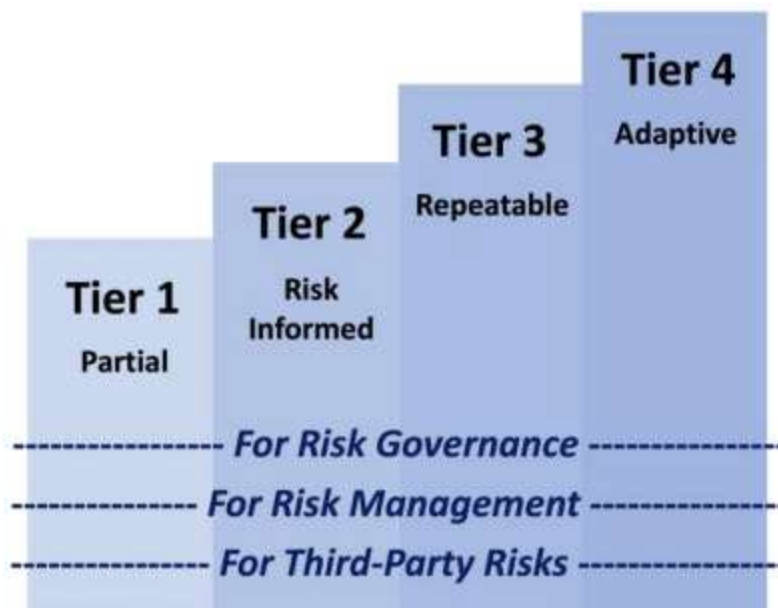 Tier 1
Partial
Tier 2
Risk
Informed
Tier 3
Repeatable
Tier 4
Adaptive
For Risk Governance
For Risk Management
For Third-Party Risks